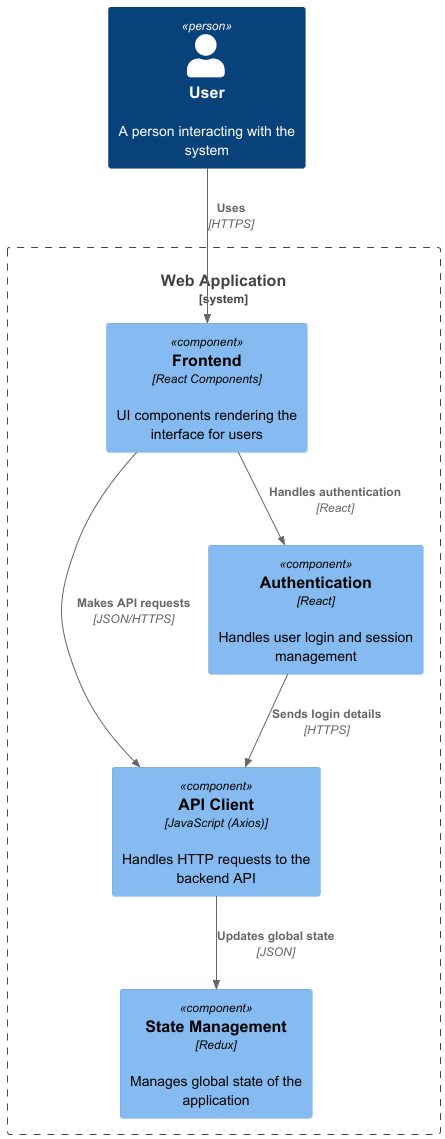 «person»
User
A person interacting with the
system
Uses
[HTTPS]
Web Application
[system]
«component»
Frontend
[React Components]
UI components rendering the
interface for users
Handles authentication
[React]
«component»
Authentication
[React]
Handles user login and session
management
Makes API requests
[JSON/HTTPS]
Sends login details
[HTTPS]
«component»
API Client
[JavaScript (Axios)]
Handles HTTP requests to the
backend API
Updates global state
[JSON]
«component»
State Management
[Redux]
Manages global state of the
application